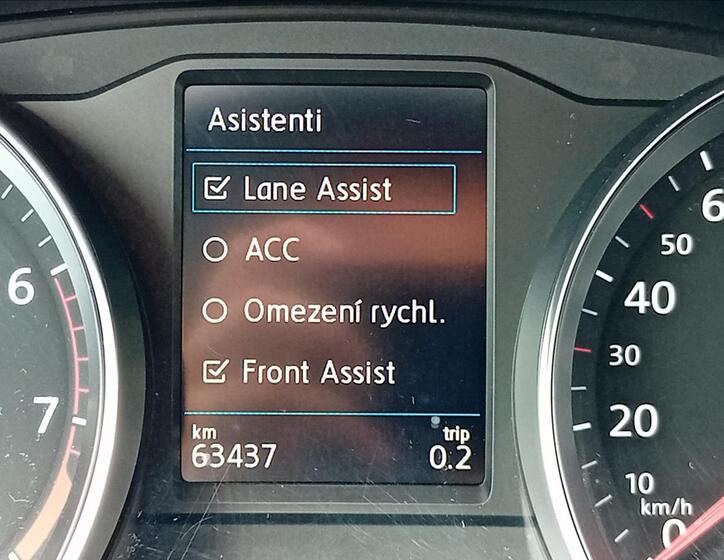 Asistenti
Lane Assist
ACC
Omezení rychl.
Front Assist
km
trip
63437
0.2
6
7
6
50
40
30
20
10
km/h
0